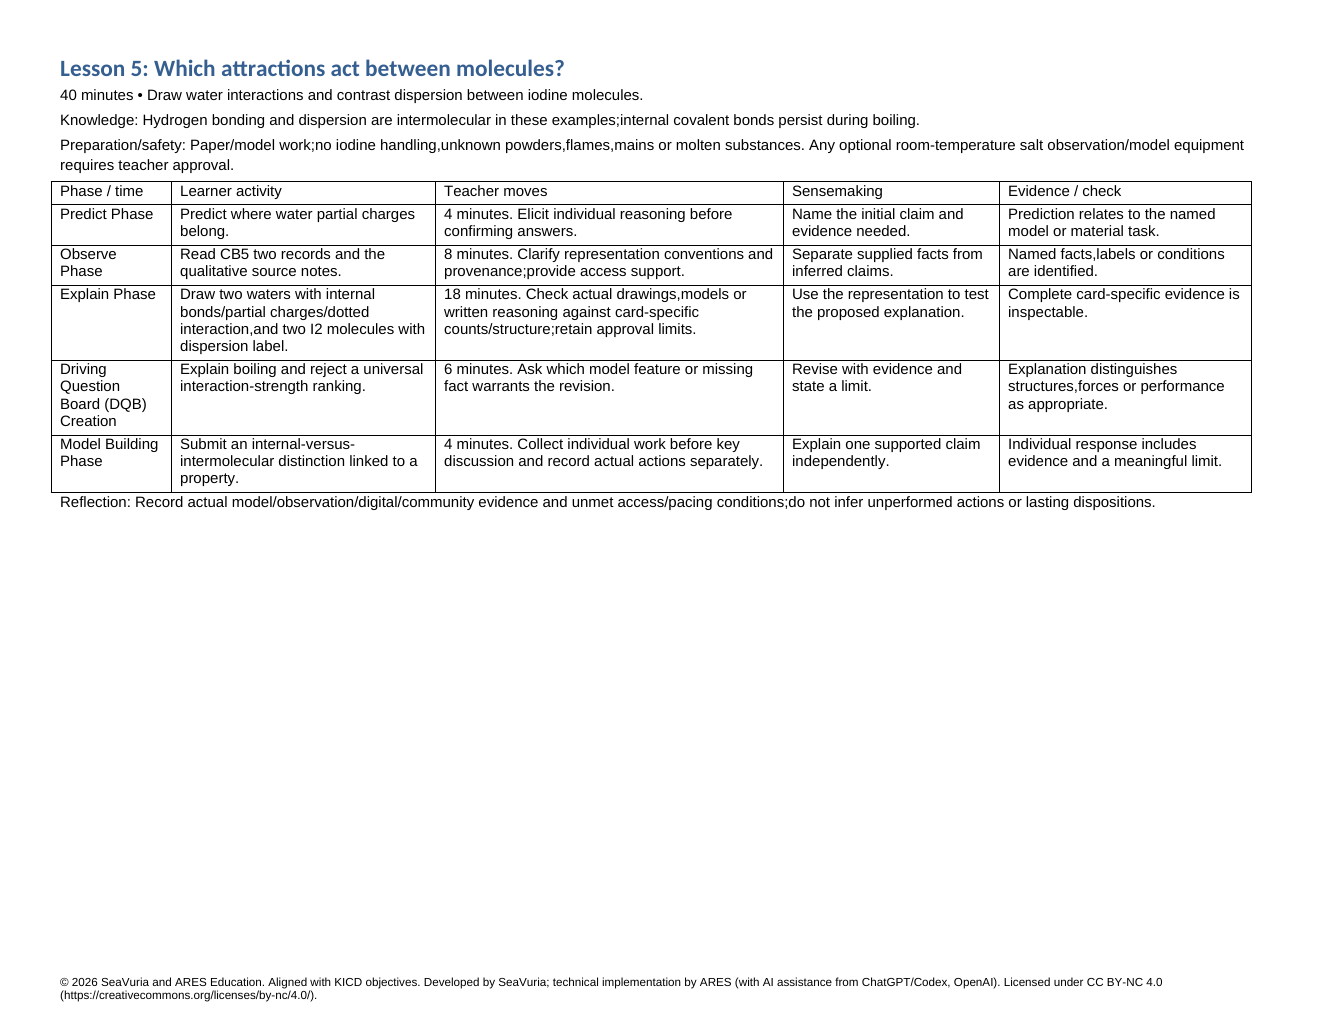 Lesson 5: Which attractions act between molecules?
40 minutes • Draw water interactions and contrast dispersion between iodine molecules.
Knowledge: Hydrogen bonding and dispersion are intermolecular in these examples;internal covalent bonds persist during boiling.
Preparation/safety: Paper/model work;no iodine handling,unknown powders,flames,mains or molten substances. Any optional room-temperature salt observation/model equipment
requires teacher approval.
Phase / time
Learner activity
Teacher moves
Sensemaking
Evidence / check
Predict Phase
Predict where water partial charges
belong.
4 minutes. Elicit individual reasoning before
confirming answers.
Name the initial claim and
evidence needed.
Prediction relates to the named
model or material task.
Observe
Phase
Read CB5 two records and the
qualitative source notes.
8 minutes. Clarify representation conventions and
provenance;provide access support.
Separate supplied facts from
inferred claims.
Named facts,labels or conditions
are identified.
Explain Phase
Draw two waters with internal
bonds/partial charges/dotted
interaction,and two I2 molecules with
dispersion label.
18 minutes. Check actual drawings,models or
written reasoning against card-specific
counts/structure;retain approval limits.
Use the representation to test
the proposed explanation.
Complete card-specific evidence is
inspectable.
Driving
Question
Board (DQB)
Creation
Explain boiling and reject a universal
interaction-strength ranking.
6 minutes. Ask which model feature or missing
fact warrants the revision.
Revise with evidence and
state a limit.
Explanation distinguishes
structures,forces or performance
as appropriate.
Model Building
Phase
Submit an internal-versus-
intermolecular distinction linked to a
property.
4 minutes. Collect individual work before key
discussion and record actual actions separately.
Explain one supported claim
independently.
Individual response includes
evidence and a meaningful limit.
Reflection: Record actual model/observation/digital/community evidence and unmet access/pacing conditions;do not infer unperformed actions or lasting dispositions.
© 2026 SeaVuria and ARES Education. Aligned with KICD objectives. Developed by SeaVuria; technical implementation by ARES (with AI assistance from ChatGPT/Codex, OpenAI). Licensed under CC BY-NC 4.0
(https://creativecommons.org/licenses/by-nc/4.0/).